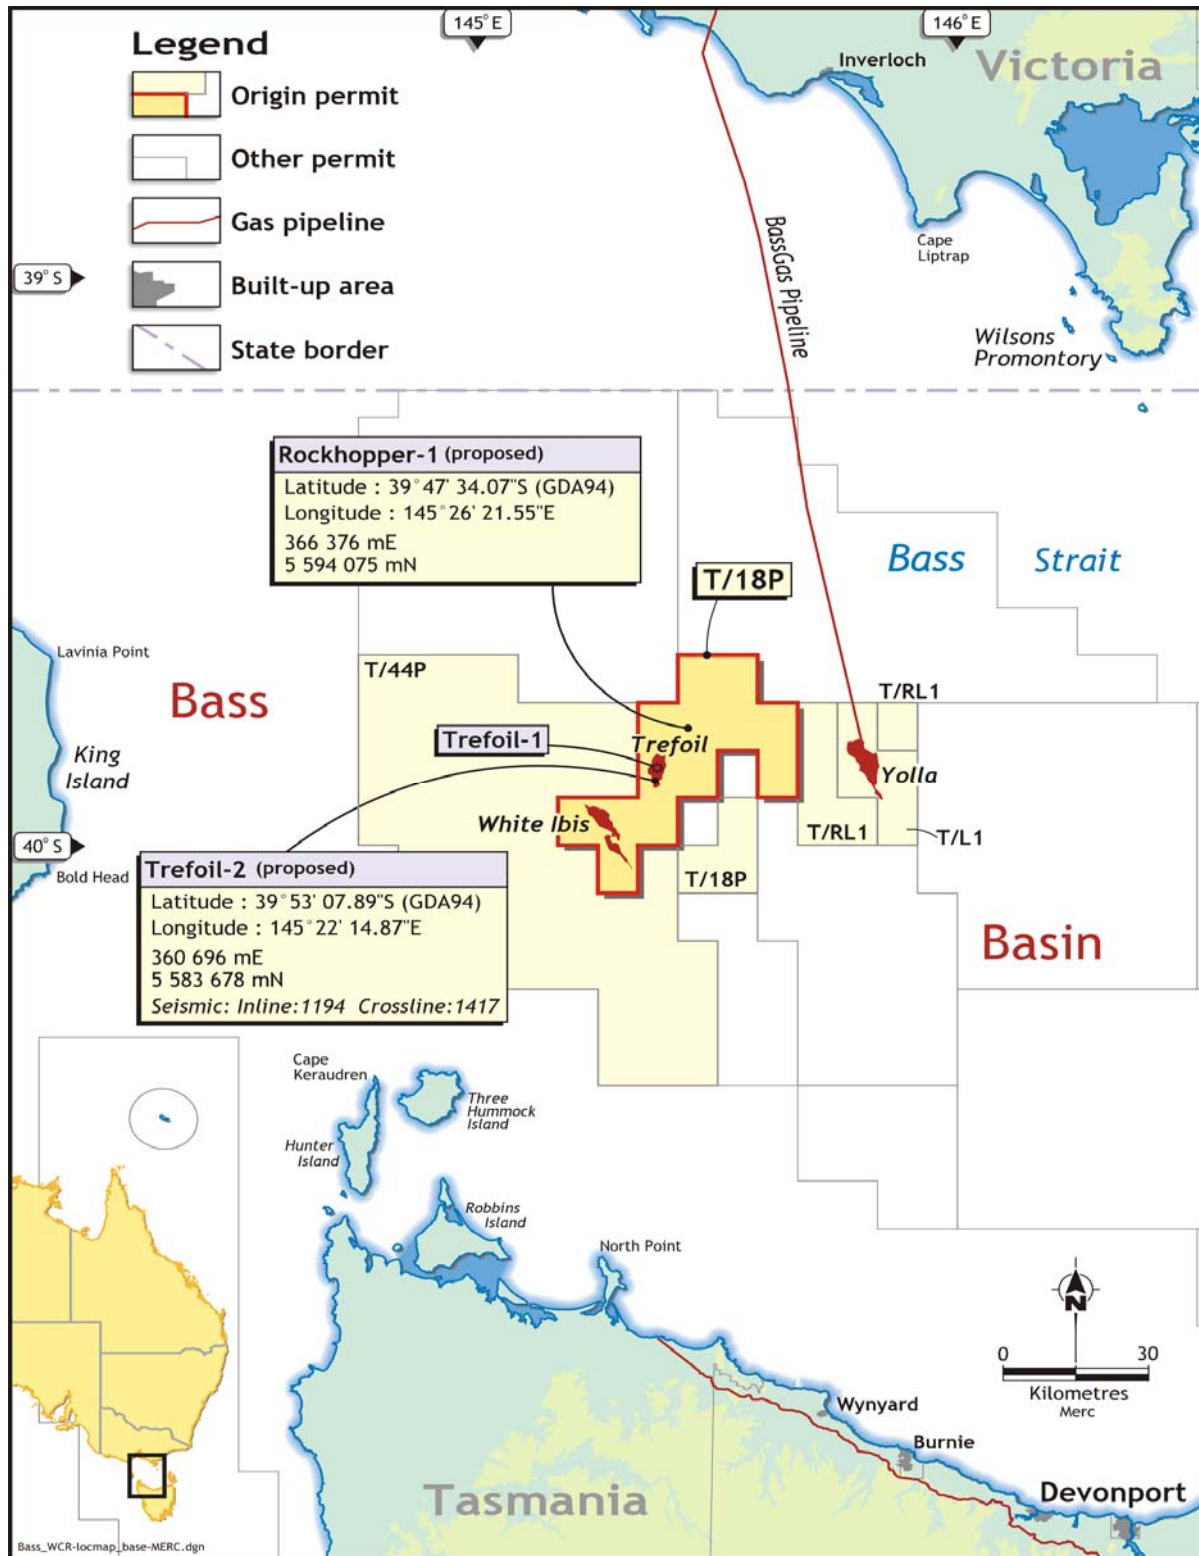 Legend
Origin permit
Other permit
Gas pipeline
Built-up area
State border
145°E
146°E
39°S
40°S
Inverloch
Victoria
Cape
Liptrap
Wilsons
Promontory
BassGas Pipeline
Rockhopper-1 (proposed)
Latitude : 39°47' 34.07"S (GDA94)
Longitude : 145°26' 21.55"E
366 376 mE
5 594 075 mN
T/18P
Bass Strait
Lavinia Point
T/44P
T/RL1
Bass
King
Island
Trefoil-1
Trefoil
Yolla
White Ibis
T/RL1
T/L1
Bold Head
T/18P
Trefoil-2 (proposed)
Latitude : 39°53' 07.89"S (GDA94)
Longitude : 145°22' 14.87"E
360 696 mE
5 583 678 mN
Seismic: Inline:1194 Crossline:1417
Basin
Cape
Keraudren
Three
Hummock
Island
Hunter
Island
Robbins
Island
North Point
N
0 30
Kilometres
Merc
Wynyard
Burnie
Devonport
Tasmania
Bass_WCR-locmap_base-MERC.dgn